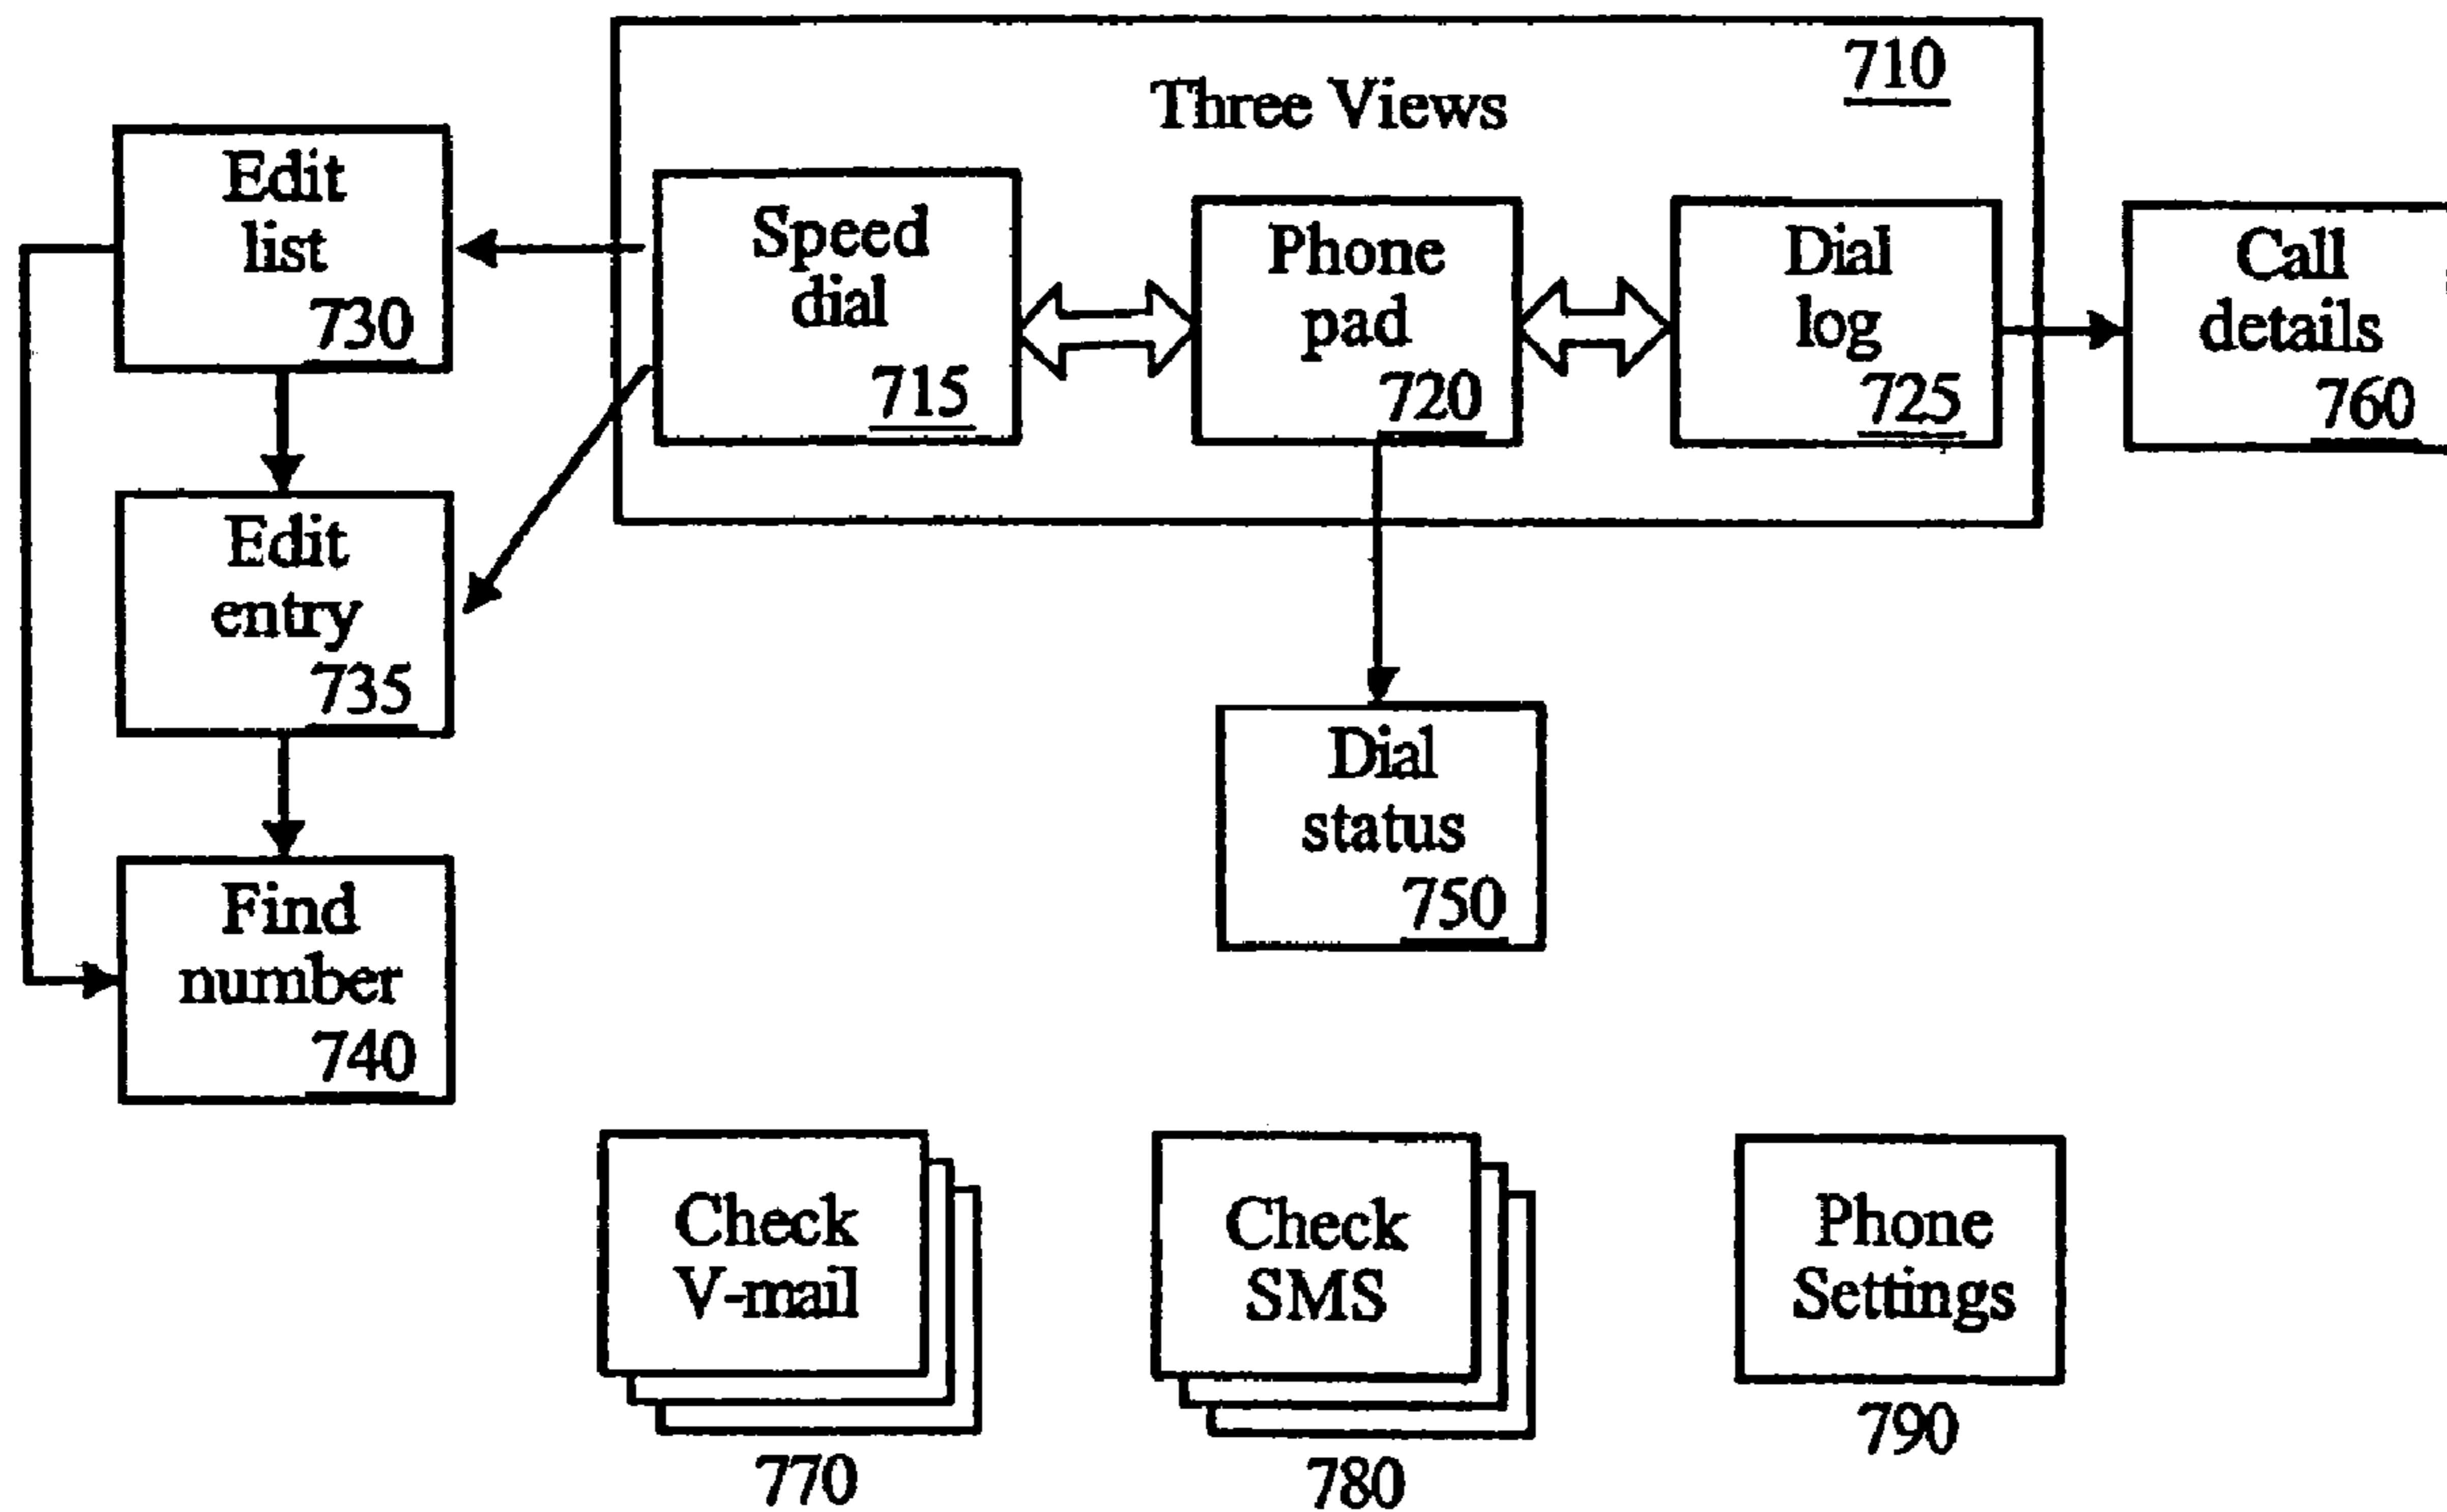 710
Three Views
Edit
list
730
Speed
dial
715
Phone
pad
720
Dial
log
725
Call
details
760
Edit
entry
735
Dial
status
750
Find
number
740
Check
V-mail
770
Check
SMS
780
Phone
Settings
790